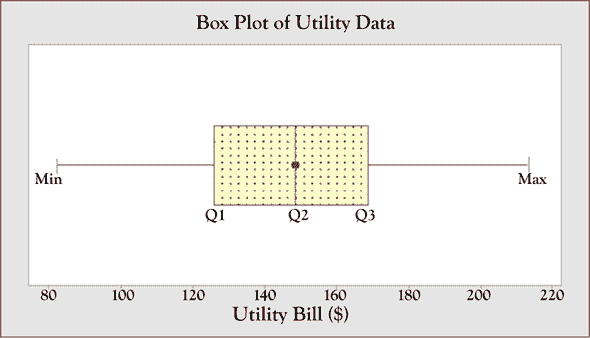 Box Plot of Utility Data
Min Max
Q1 Q2 Q3
80 100 120 140 160 180 200 220
Utility Bill ($)